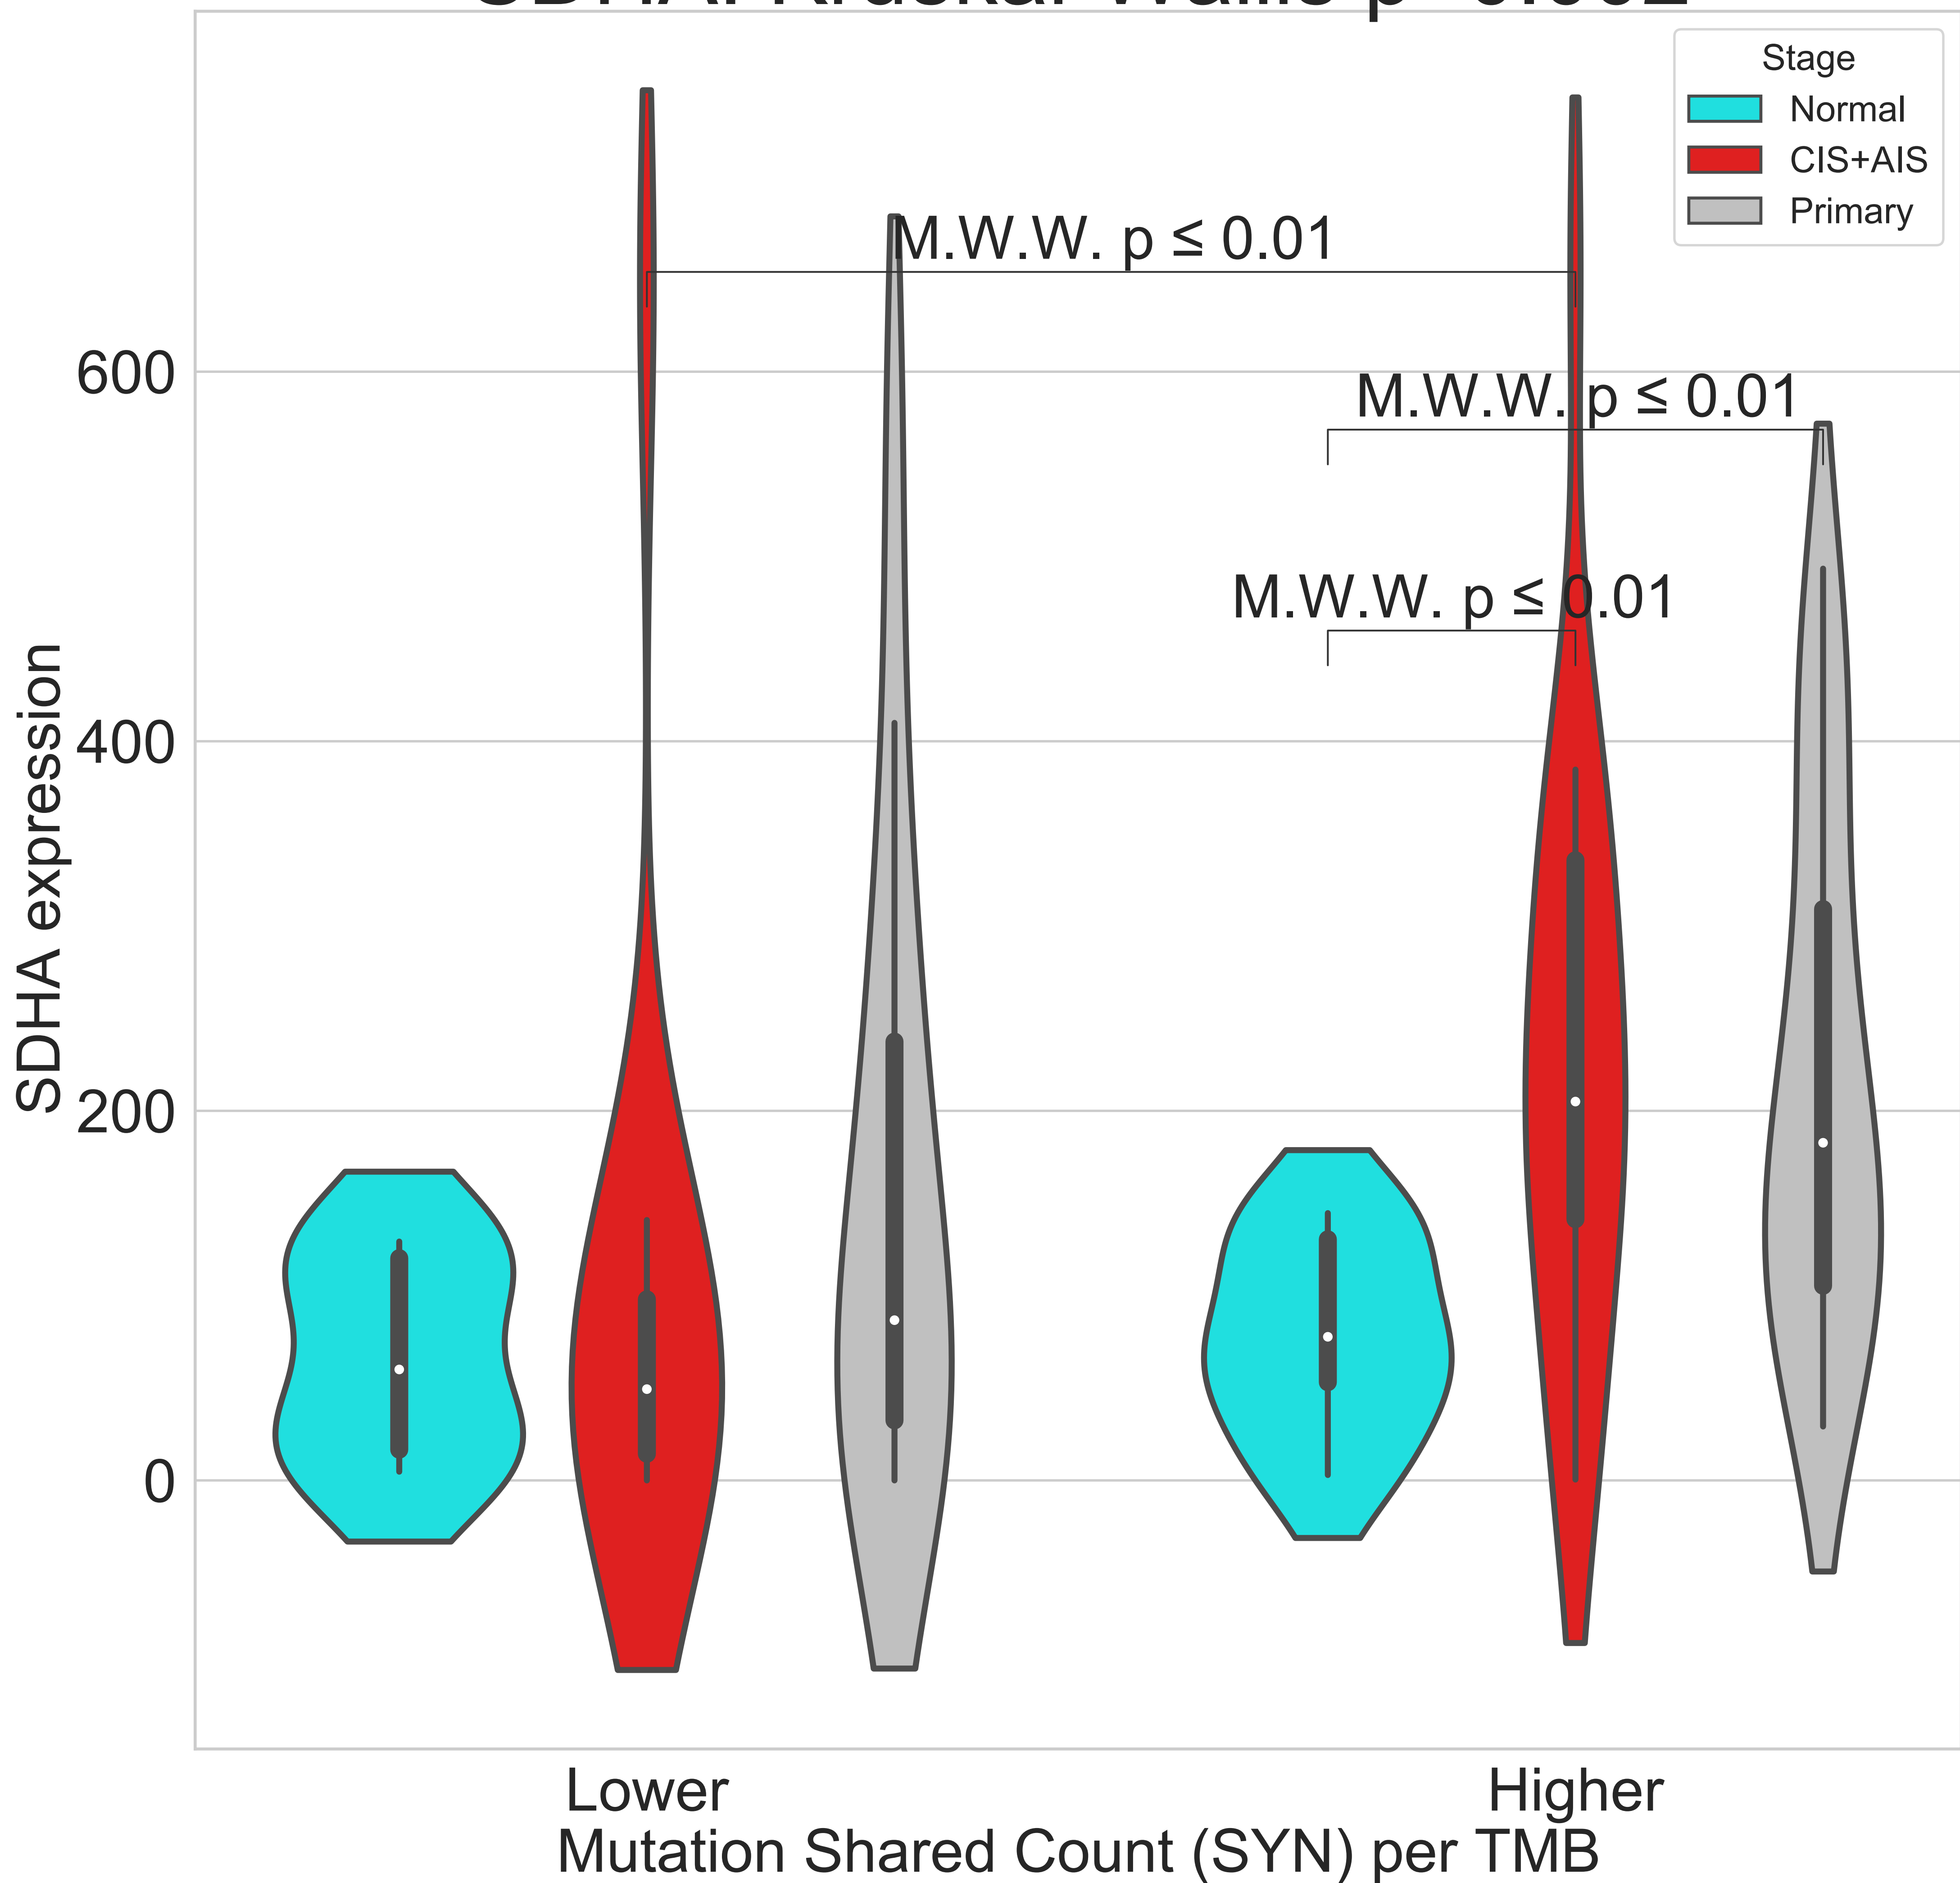 Stage
Normal
CIS+AIS
Primary
M.W.W. p ≤ 0.01
M.W.W. p ≤ 0.01
M.W.W. p ≤ 0.01
600
400
200
0
SDHA expression
Lower
Higher
Mutation Shared Count (SYN) per TMB